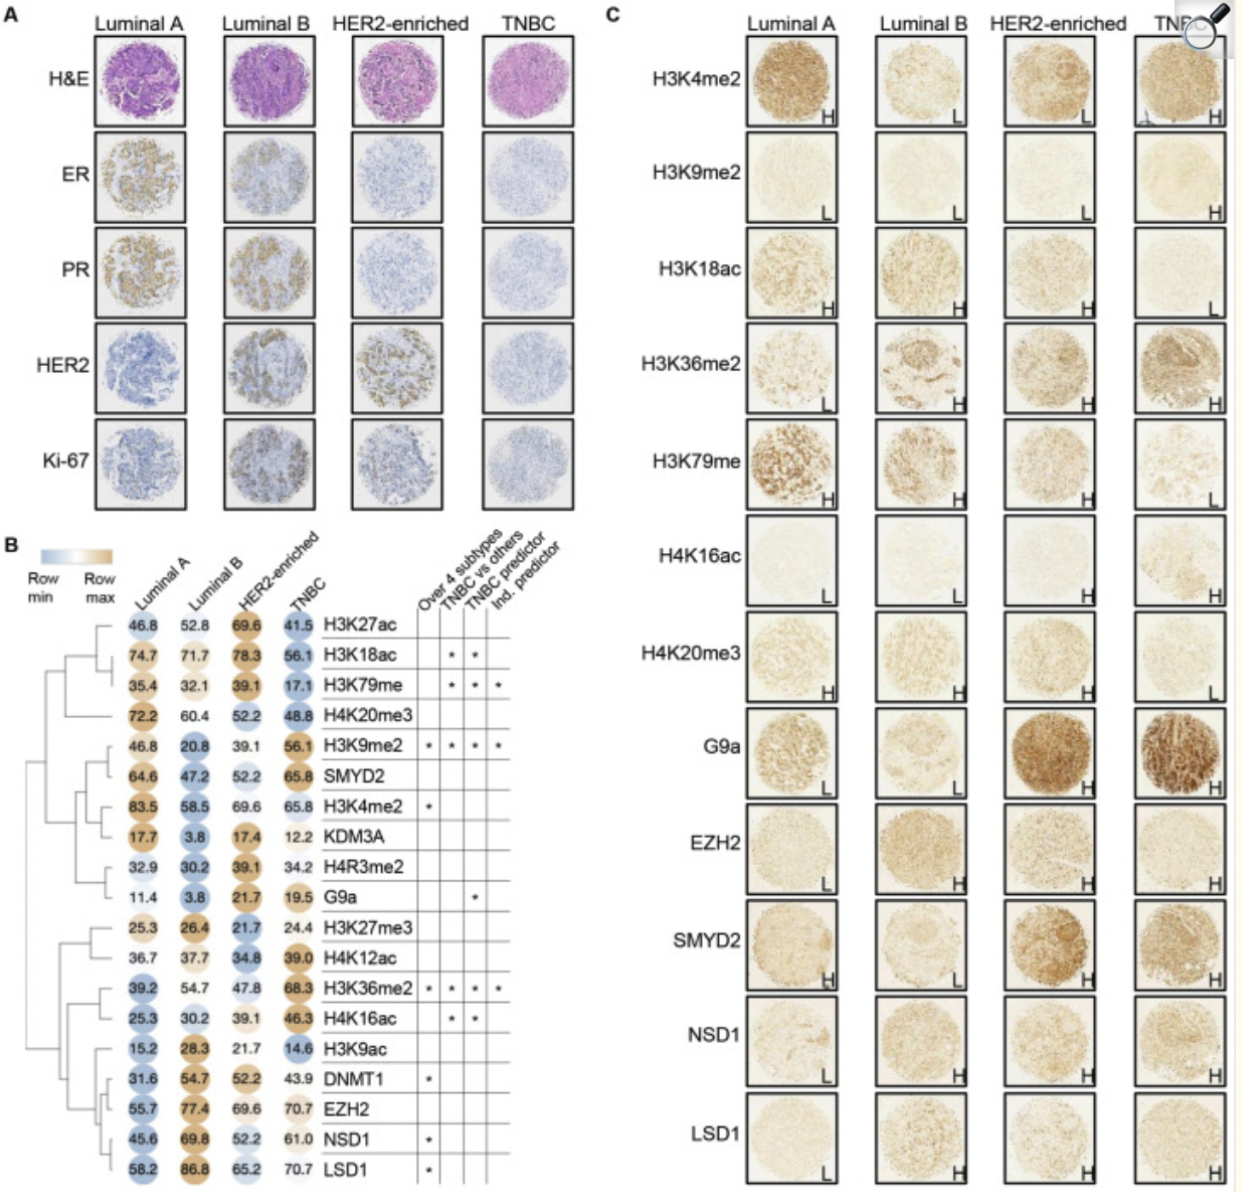 A
Luminal A Luminal B HER2-enriched TNBC
H&E
ER
PR
HER2
Ki-67
B
Row min Row max
Luminal A Luminal B HER2-enriched TNBC Over 4 subtypes TNBC vs others TNBC predictor Ind. predictor
46.8 52.8 69.6 41.5 H3K27ac
74.7 71.7 78.3 56.1 H3K18ac * *
35.4 32.1 39.1 17.1 H3K79me * * *
72.2 60.4 52.2 48.8 H4K20me3
46.8 20.8 39.1 56.1 H3K9me2 * * * *
64.6 47.2 52.2 65.8 SMYD2
83.5 58.5 69.6 65.8 H3K4me2 *
17.7 3.8 17.4 12.2 KDM3A
32.9 30.2 39.1 34.2 H4R3me2
11.4 3.8 21.7 19.5 G9a *
25.3 26.4 21.7 24.4 H3K27me3
36.7 37.7 34.8 39.0 H4K12ac
39.2 54.7 47.8 68.3 H3K36me2 * * * *
25.3 30.2 39.1 46.3 H4K16ac * *
15.2 28.3 21.7 14.6 H3K9ac
31.6 54.7 52.2 43.9 DNMT1 *
55.7 77.4 69.6 70.7 EZH2
45.6 69.8 52.2 61.0 NSD1 *
58.2 86.8 65.2 70.7 LSD1 *
C
Luminal A Luminal B HER2-enriched TNBC
H3K4me2 H L L H
H3K9me2 L L L H
H3K18ac H H H L
H3K36me2 L H H H
H3K79me H H H L
H4K16ac L L H H
H4K20me3 H H H L
G9a L L H H
EZH2 L H H H
SMYD2 H L H H
NSD1 L H H H
LSD1 L H H H